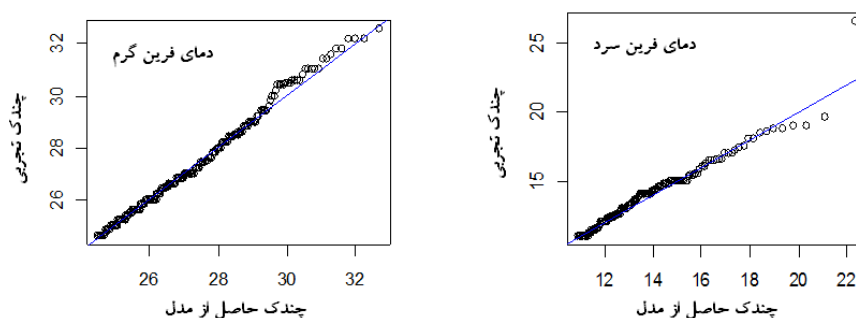 دمای فرین گرم
چندک تجربی
32
30
28
26
26 28 30 32
چندک حاصل از مدل
دمای فرین سرد
چندک تجربی
25
20
15
12 14 16 18 20 22
چندک حاصل از مدل